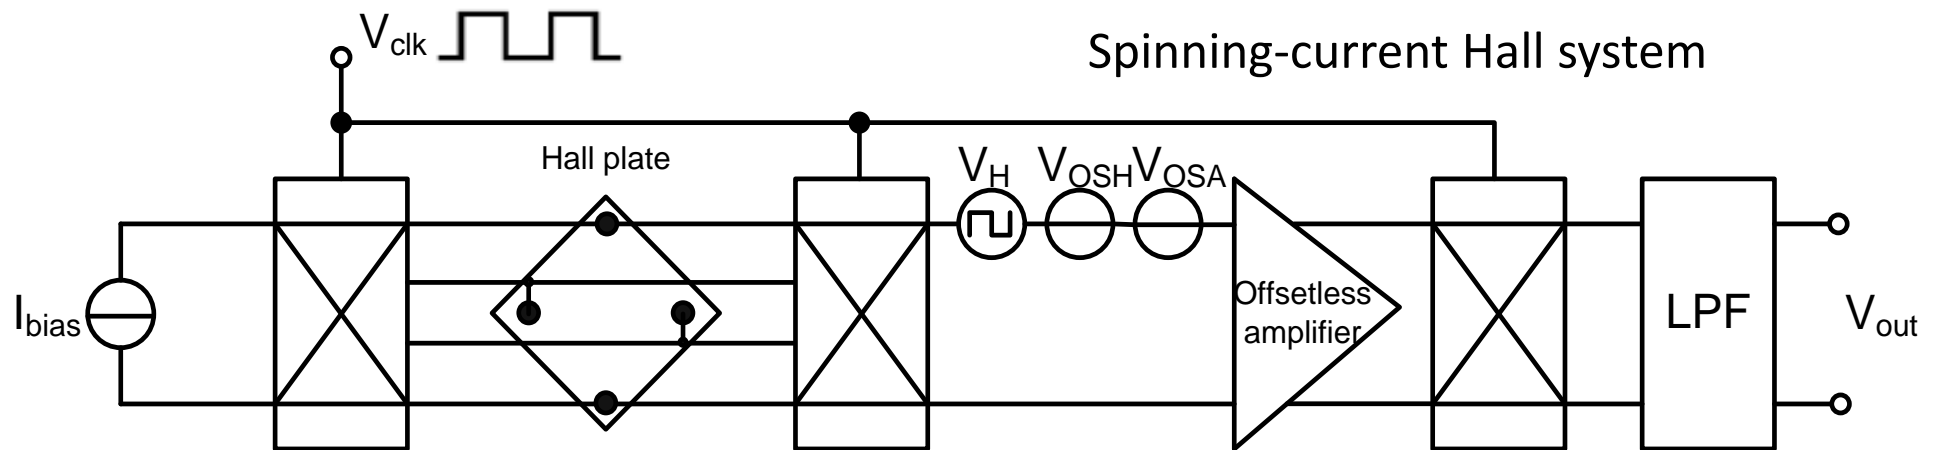 Vclk
Spinning-current Hall system
Hall plate
VH
VOSH
VOSA
Ibias
Offsetless
amplifier
LPF
Vout